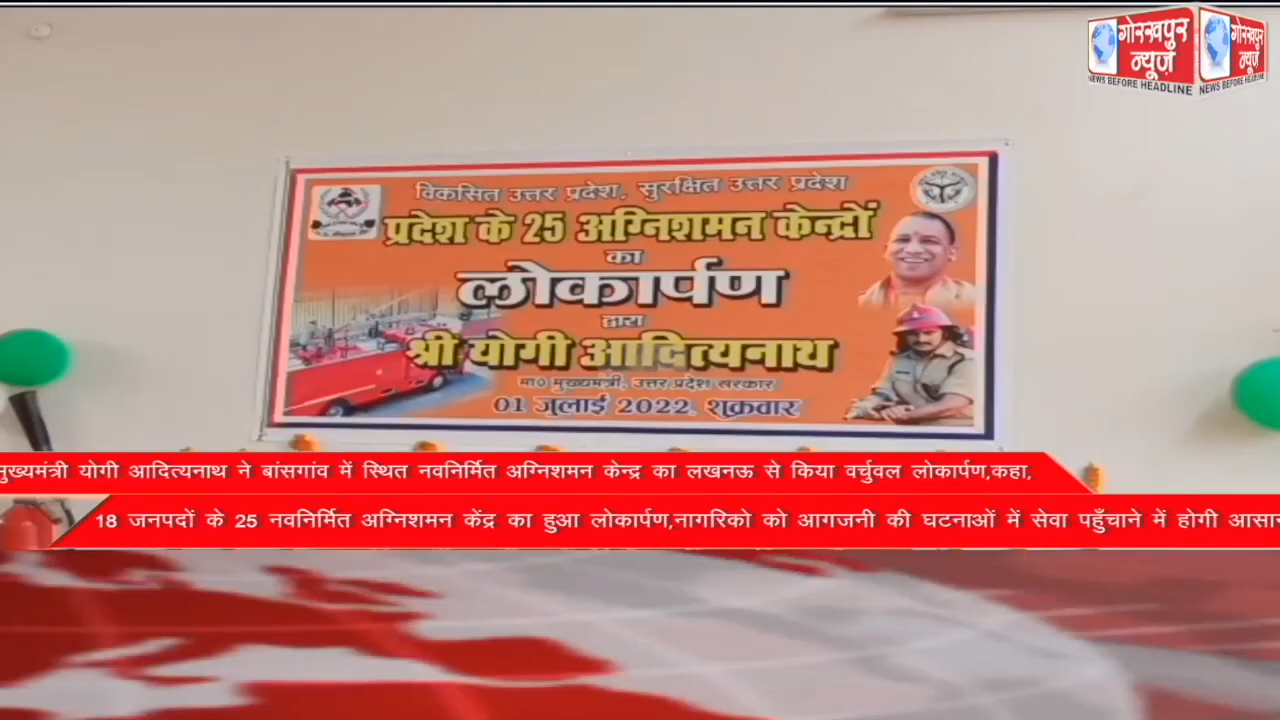 गोरखपुर
न्यूज़
NEWS BEFORE HEADLINE
गोरखपुर
न्यूज़
NEWS BEFORE HEADLINE
विकसित उत्तर प्रदेश, सुरक्षित उत्तर प्रदेश
प्रदेश के 25 अग्निशमन केन्द्रों
का
लोकार्पण
द्वारा
श्री योगी आदित्यनाथ
मा0 मुख्यमंत्री, उत्तर प्रदेश सरकार
01 जुलाई 2022, शुक्रवार
मुख्यमंत्री योगी आदित्यनाथ ने बांसगांव में स्थित नवनिर्मित अग्निशमन केन्द्र का लखनऊ से किया वर्चुवल लोकार्पण,कहा,
18 जनपदों के 25 नवनिर्मित अग्निशमन केंद्र का हुआ लोकार्पण,नागरिको को आगजनी की घटनाओं में सेवा पहुँचाने में होगी